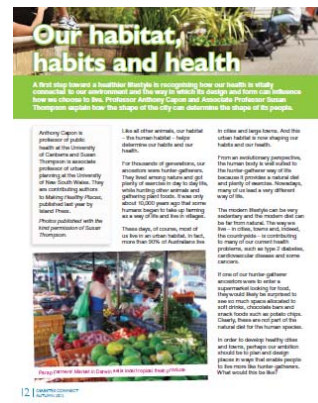 Our habitat,
habits and health
A first step toward a healthier lifestyle is recognising how our health is vitally
connected to our environment and the way in which its design and form can influence
how we choose to live. Professor Anthony Capon and Associate Professor Susan
Thompson explain how the shape of the city can determine the shape of its people.
Anthony Capon is
professor of public
health at the University
of Canberra and Susan
Thompson is associate
professor of urban
planning at the University
of New South Wales. They
are contributing authors
to Making Healthy Places,
published last year by
Island Press.
Photos published with the
kind permission of Susan
Thompson.
Like all other animals, our habitat
– the human habitat – helps
determine our habits and our
health.
For thousands of generations, our
ancestors were hunter-gatherers.
They lived among nature and got
plenty of exercise in day to day life,
while hunting other animals and
gathering plant foods. It was only
about 10,000 years ago that some
humans began to take up farming
as a way of life and live in villages.
These days, of course, most of
us live in an urban habitat. In fact,
more than 90% of Australians live
in cities and large towns. And this
urban habitat is now shaping our
habits and our health.
From an evolutionary perspective,
the human body is well suited to
the hunter-gatherer way of life
because it provides a natural diet
and plenty of exercise. Nowadays,
many of us lead a very different
way of life.
The modern lifestyle can be very
sedentary and the modern diet can
be far from natural. The way we
live – in cities, towns and, indeed,
the countryside – is contributing
to many of our current health
problems, such as type 2 diabetes,
cardiovascular disease and some
cancers.
If one of our hunter-gatherer
ancestors were to enter a
supermarket looking for food,
they would likely be surprised to
see so much space allocated to
soft drinks, chocolate bars and
snack foods such as potato chips.
Clearly, these are not part of the
natural diet for the human species.
In order to develop healthy cities
and towns, perhaps our ambition
should be to plan and design
places in ways that enable people
to live more like hunter-gatherers.
What would this be like?
Market in Darwin sells fresh tropical produce.
12
CONNECT
AUTUMN